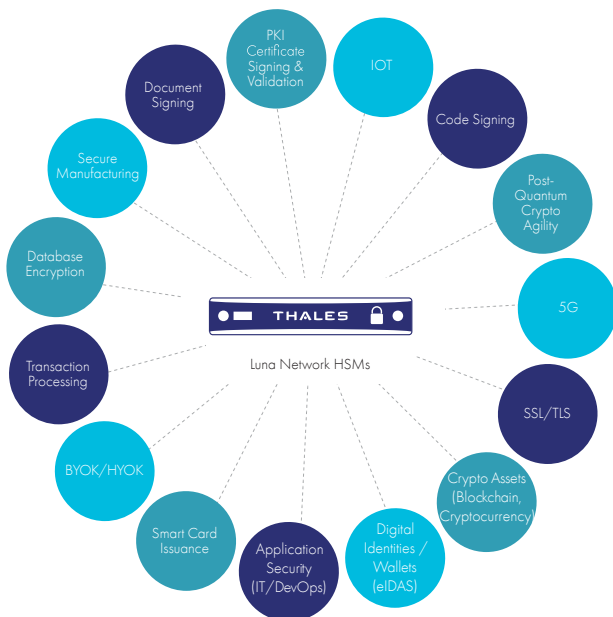 PKI
Certificate
Signing &
Validation
IOT
Code Signing
Post-
Quantum
Crypto
Agility
5G
SSL/TLS
Crypto Assets
(Blockchain,
Cryptocurrency)
Digital
Identities /
Wallets
(eIDAS)
Application
Security
(IT/DevOps)
Smart Card
Issuance
BYOK/HYOK
Transaction
Processing
Database
Encryption
Secure
Manufacturing
Document
Signing
THALES
Luna Network HSMs